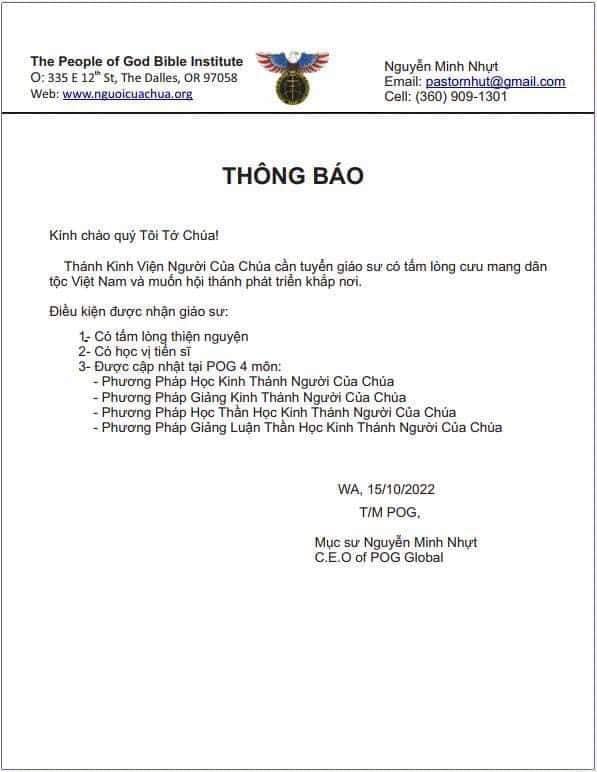 The People of God Bible Institute
O: 335 E 12th St, The Dalles, OR 97058
Web: www.nguoicuachua.org
Nguyễn Minh Nhựt
Email: pastornhut@gmail.com
Cell: (360) 909-1301
THÔNG BÁO
Kính chào quý Tôi Tớ Chúa!
Thánh Kinh Viện Người Của Chúa cần tuyển giáo sư có tấm lòng cưu mang dân
tộc Việt Nam và muốn hội thánh phát triển khắp nơi.
Điều kiện được nhận giáo sư:
1- Có tấm lòng thiện nguyện
2- Có học vị tiến sĩ
3- Được cập nhật tại POG 4 môn:
- Phương Pháp Học Kinh Thánh Người Của Chúa
- Phương Pháp Giảng Kinh Thánh Người Của Chúa
- Phương Pháp Học Thần Học Kinh Thánh Người Của Chúa
- Phương Pháp Giảng Luận Thần Học Kinh Thánh Người Của Chúa
WA, 15/10/2022
T/M POG,
Mục sư Nguyễn Minh Nhựt
C.E.O of POG Global